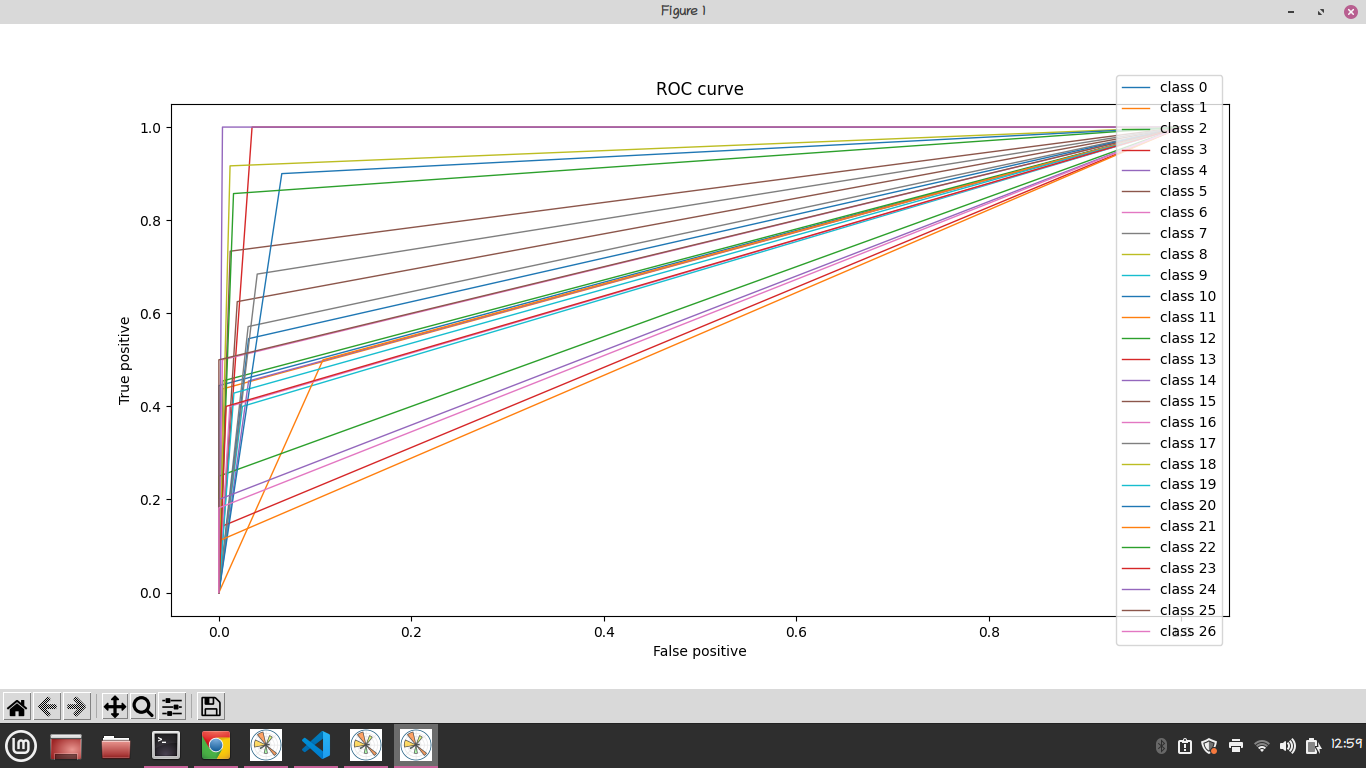 Figure 1
ROC curve
True positive
1.0
0.8
0.6
0.4
0.2
0.0
0.0
0.2
0.4
0.6
0.8
False positive
class 0
class 1
class 2
class 3
class 4
class 5
class 6
class 7
class 8
class 9
class 10
class 11
class 12
class 13
class 14
class 15
class 16
class 17
class 18
class 19
class 20
class 21
class 22
class 23
class 24
class 25
class 26
12:59